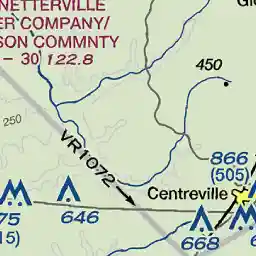 NETTERVILLE
ER COMPANY/
SON COMMNTY
– 30 122.8
450
250
VR1072
866
(505)
Centreville
75
646
15)
668